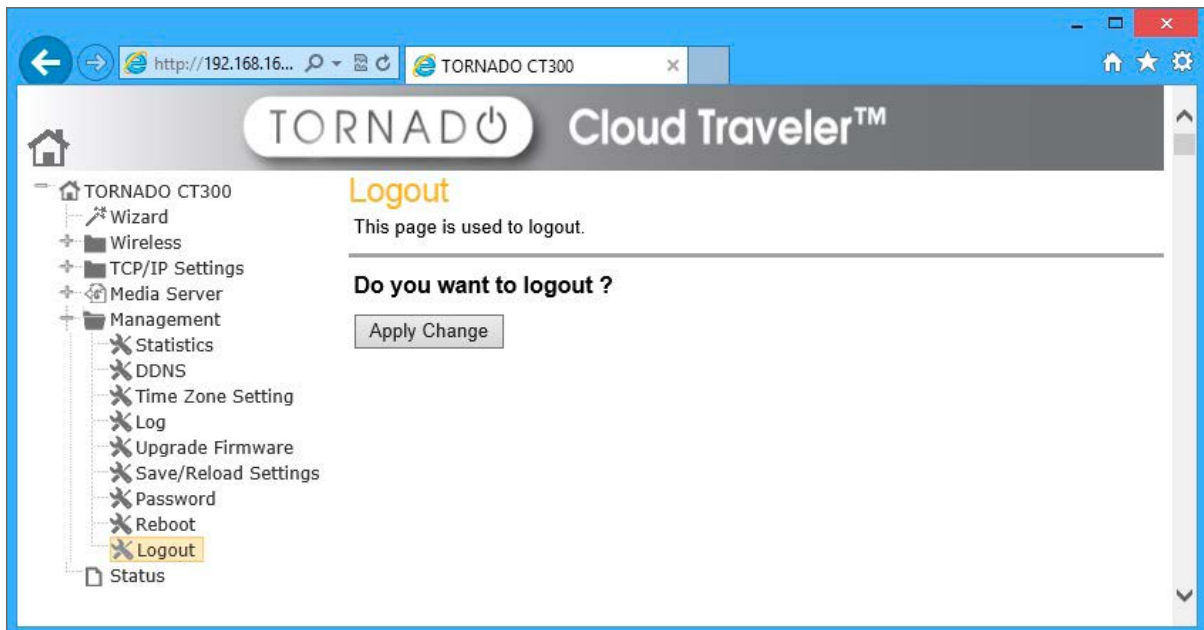 http://192.168.16...
TORNADO CT300
TORNADO Cloud Traveler™
TORNADO CT300
Wizard
Wireless
TCP/IP Settings
Media Server
Management
Statistics
DDNS
Time Zone Setting
Log
Upgrade Firmware
Save/Reload Settings
Password
Reboot
Logout
Status
Logout
This page is used to logout.
Do you want to logout ?
Apply Change